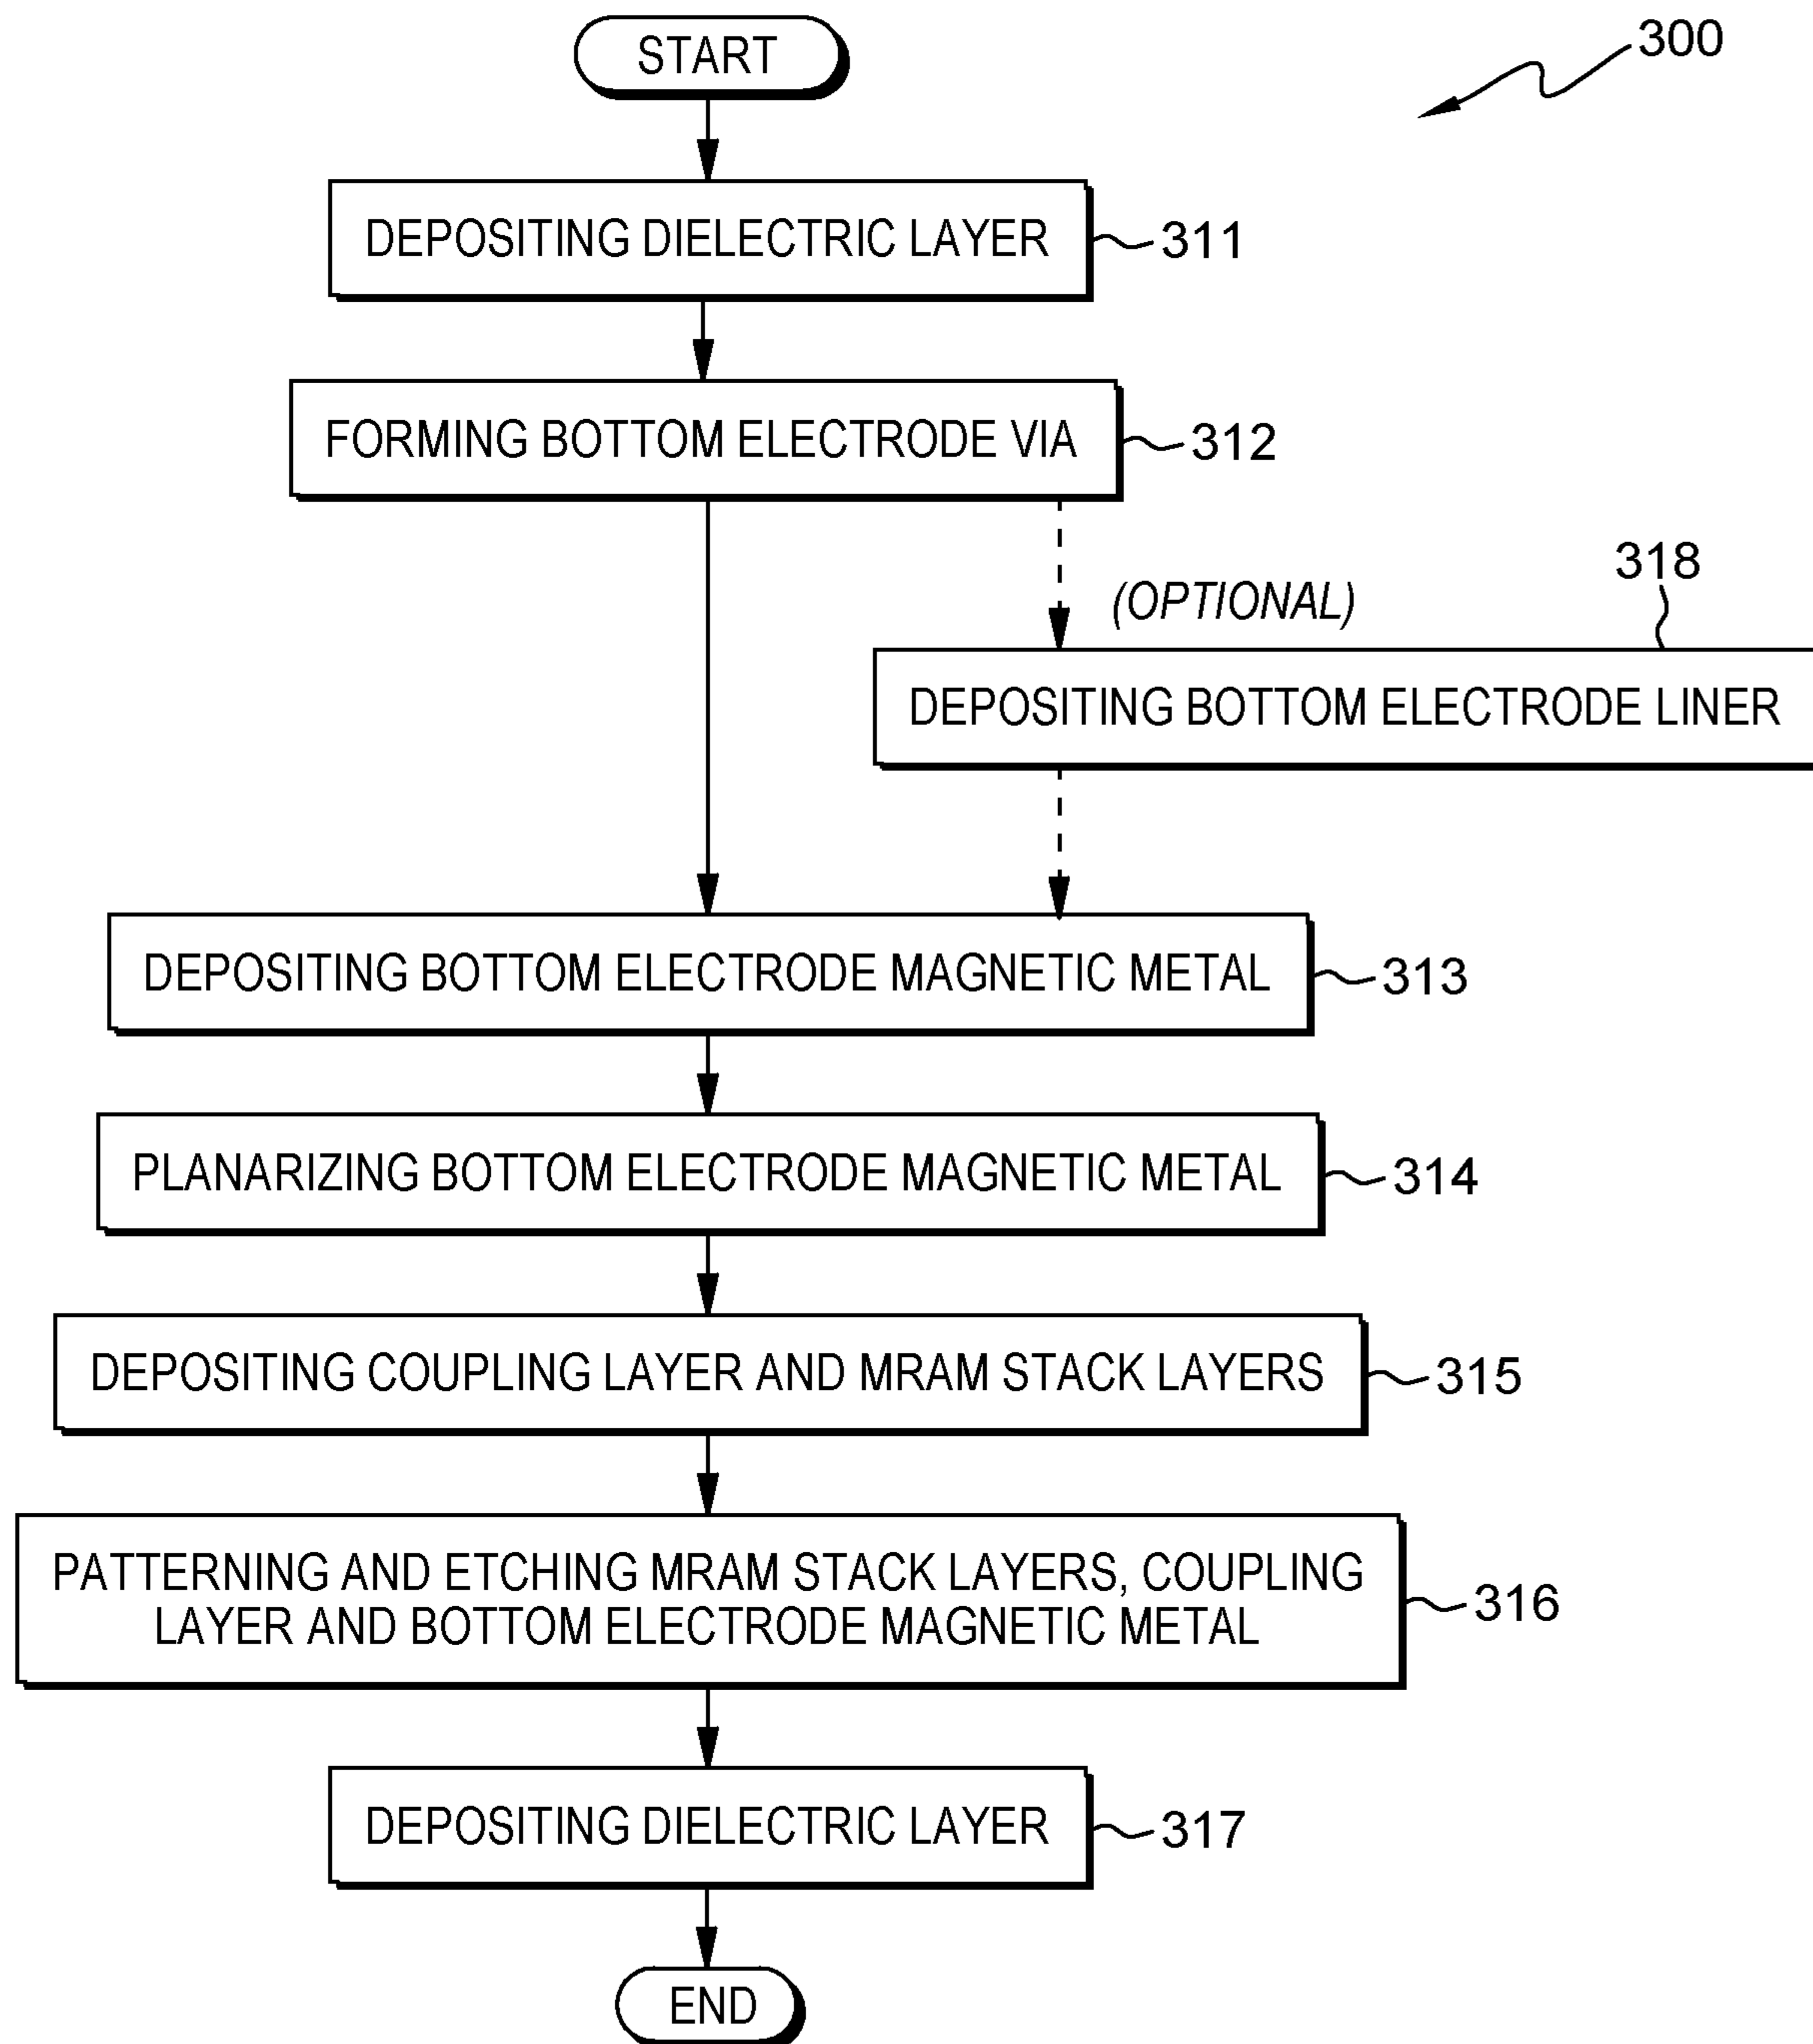 START
300
DEPOSITING DIELECTRIC LAYER
311
FORMING BOTTOM ELECTRODE VIA
312
(OPTIONAL)
318
DEPOSITING BOTTOM ELECTRODE LINER
DEPOSITING BOTTOM ELECTRODE MAGNETIC METAL
313
PLANARIZING BOTTOM ELECTRODE MAGNETIC METAL
314
DEPOSITING COUPLING LAYER AND MRAM STACK LAYERS
315
PATTERNING AND ETCHING MRAM STACK LAYERS, COUPLING
LAYER AND BOTTOM ELECTRODE MAGNETIC METAL
316
DEPOSITING DIELECTRIC LAYER
317
END